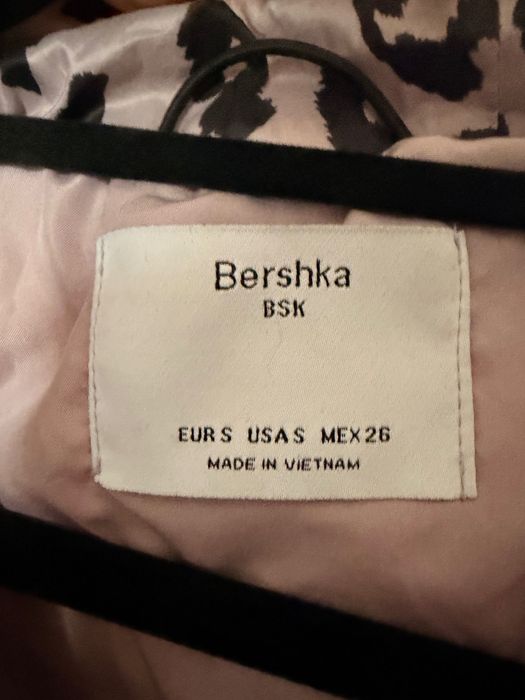 Bershka
BSK
EUR S USA S MEX 26
MADE IN ViETNAM